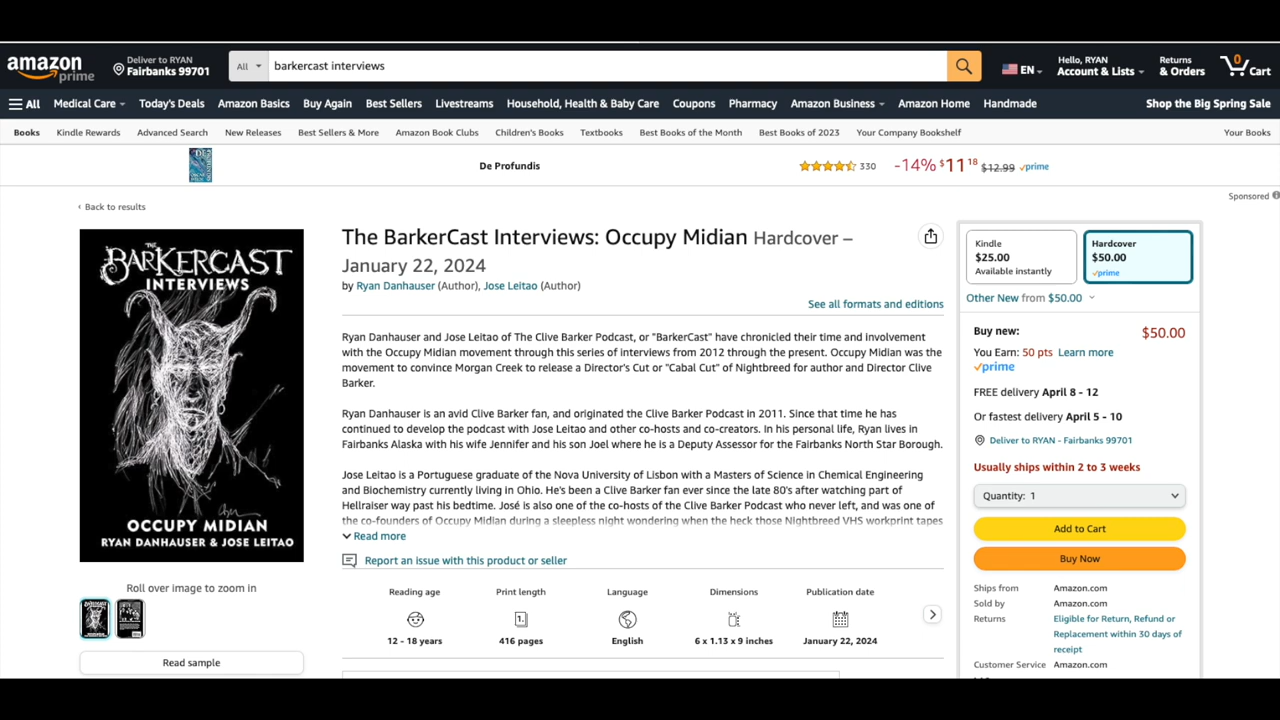 amazon
prime
Deliver to RYAN
Fairbanks 99701
All
barkercast interviews
EN
Hello, RYAN
Account & Lists
Returns
& Orders
0
Cart
All
Medical Care
Today's Deals
Amazon Basics
Buy Again
Best Sellers
Livestreams
Household, Health & Baby Care
Coupons
Pharmacy
Amazon Business
Amazon Home
Handmade
Shop the Big Spring Sale
Books
Kindle Rewards
Advanced Search
New Releases
Best Sellers & More
Amazon Book Clubs
Children's Books
Textbooks
Best Books of the Month
Best Books of 2023
Your Company Bookshelf
Your Books
De Profundis
330
-14% $11 18 $12.99 prime
Sponsored
‹ Back to results
THE
BARKERCAST
INTERVIEWS
OCCUPY MIDIAN
RYAN DANHAUSER & JOSE LEITAO
Roll over image to zoom in
Read sample
The BarkerCast Interviews: Occupy Midian Hardcover –
January 22, 2024
by Ryan Danhauser (Author), Jose Leitao (Author)
See all formats and editions
Ryan Danhauser and Jose Leitao of The Clive Barker Podcast, or "BarkerCast" have chronicled their time and involvement
with the Occupy Midian movement through this series of interviews from 2012 through the present. Occupy Midian was the
movement to convince Morgan Creek to release a Director's Cut or "Cabal Cut" of Nightbreed for author and Director Clive
Barker.
Ryan Danhauser is an avid Clive Barker fan, and originated the Clive Barker Podcast in 2011. Since that time he has
continued to develop the podcast with Jose Leitao and other co-hosts and co-creators. In his personal life, Ryan lives in
Fairbanks Alaska with his wife Jennifer and his son Joel where he is a Deputy Assessor for the Fairbanks North Star Borough.
Jose Leitao is a Portuguese graduate of the Nova University of Lisbon with a Masters of Science in Chemical Engineering
and Biochemistry currently living in Ohio. He's been a Clive Barker fan ever since the late 80's after watching part of
Hellraiser way past his bedtime. José is also one of the co-hosts of the Clive Barker Podcast who never left, and was one of
the co-founders of Occupy Midian during a sleepless night wondering when the heck those Nightbreed VHS workprint tapes
Read more
Report an issue with this product or seller
Reading age
12 - 18 years
Print length
1.
416 pages
Language
English
Dimensions
6 x 1.13 x 9 inches
Publication date
January 22, 2024
Kindle
$25.00
Available instantly
Hardcover
$50.00
prime
Other New from $50.00
Buy new:
$50.00
You Earn: 50 pts Learn more
prime
FREE delivery April 8 - 12
Or fastest delivery April 5 - 10
Deliver to RYAN - Fairbanks 99701
Usually ships within 2 to 3 weeks
Quantity: 1
Add to Cart
Buy Now
Ships from Amazon.com
Sold by Amazon.com
Returns Eligible for Return, Refund or
Replacement within 30 days of
receipt
Customer Service Amazon.com